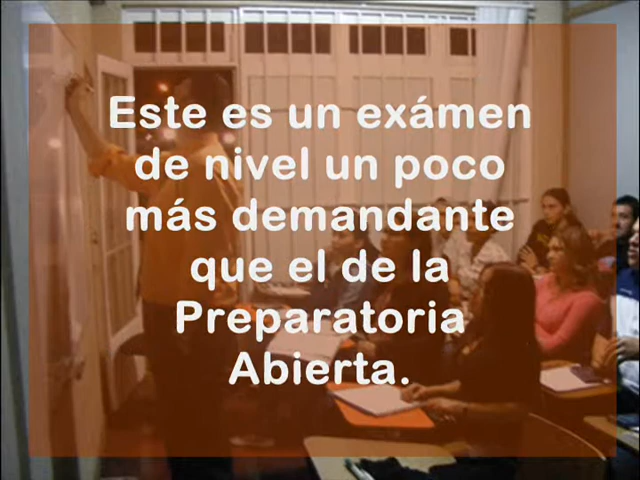 Este es un exámen
de nivel un poco
más demandante
que el de la
Preparatoria
Abierta.